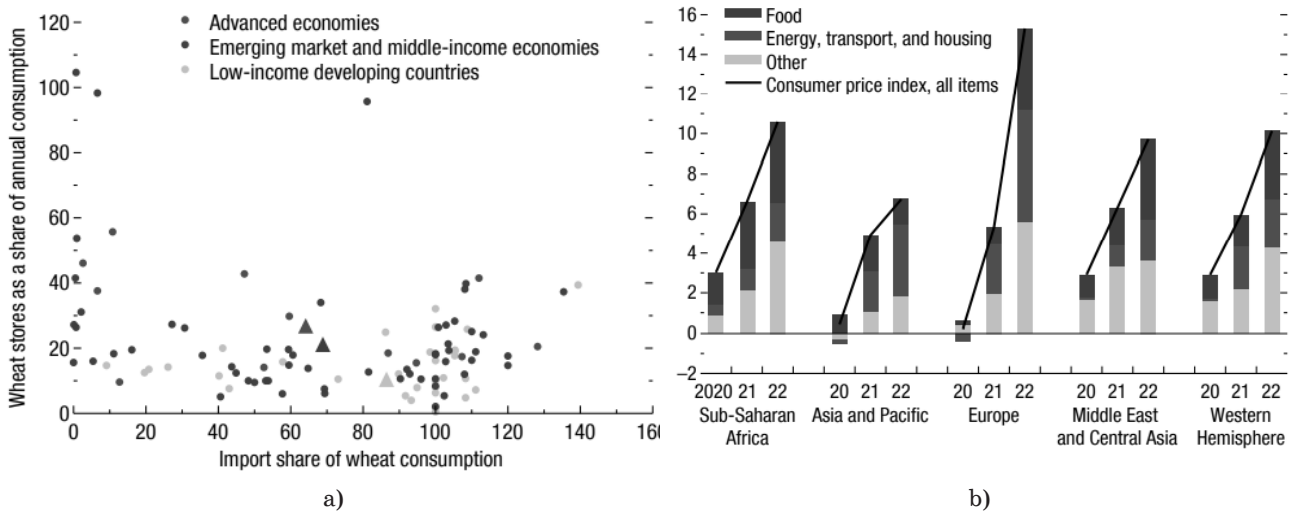 Wheat stores as a share of annual consumption
120
100
80
60
40
20
0
Advanced economies
Emerging market and middle-income economies
Low-income developing countries
0 20 40 60 80 100 120 140 16
Import share of wheat consumption
a)
16
14
12
10
8
6
4
2
0
−2
Food
Energy, transport, and housing
Other
Consumer price index, all items
2020 21 22 20 21 22 20 21 22 20 21 22 20 21 22
Sub-Saharan Asia and Pacific Europe Middle East Western
Africa and Central Asia Hemisphere
b)